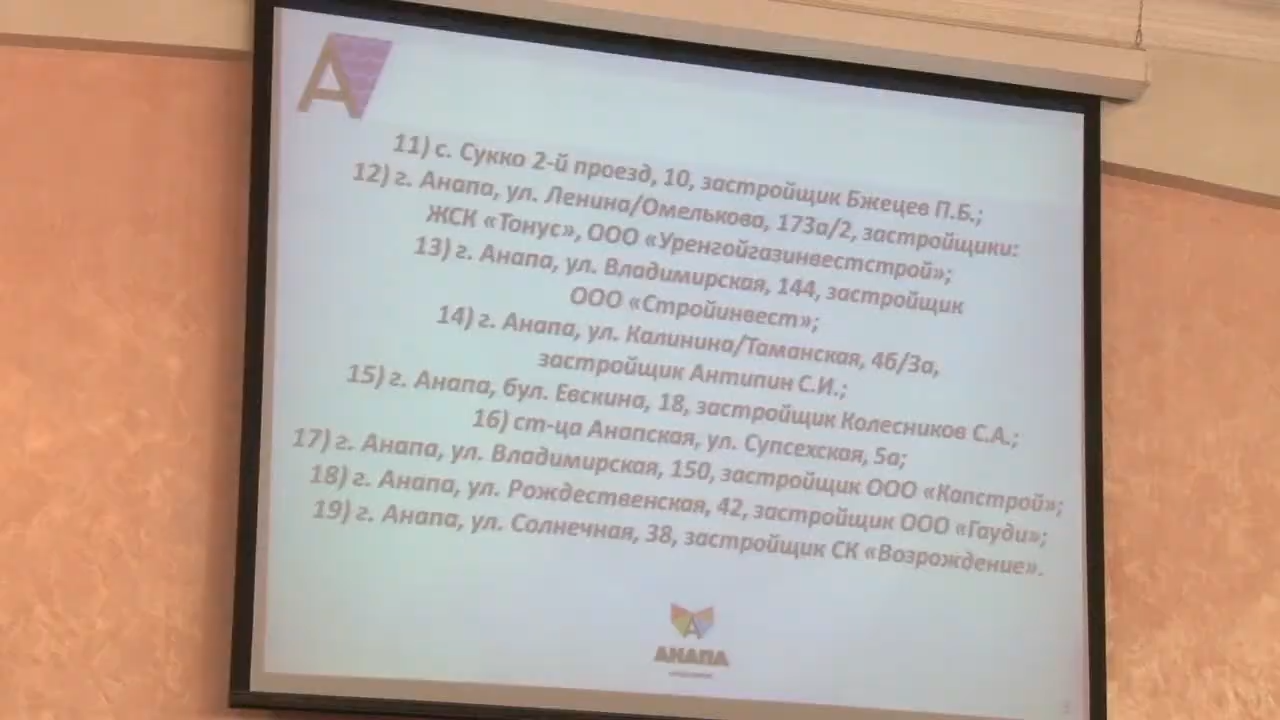 А
11) с. Сукко 2-й проезд, 10, застройщик Бжецев П.Б.;
12) г. Анапа, ул. Ленина/Омелькова, 173а/2, застройщики:
ЖСК «Тонус», ООО «Уренгойгазинвестстрой»;
13) г. Анапа, ул. Владимирская, 144, застройщик
ООО «Стройинвест»;
14) г. Анапа, ул. Калинина/Таманская, 4б/3а,
застройщик Антипин С.И.;
15) г. Анапа, бул. Евскина, 18, застройщик Колесников С.А.;
16) ст-ца Анапская, ул. Супсехская, 5а;
17) г. Анапа, ул. Владимирская, 150, застройщик ООО «Капстрой»;
18) г. Анапа, ул. Рождественская, 42, застройщик ООО «Гауди»;
19) г. Анапа, ул. Солнечная, 38, застройщик СК «Возрождение».
А
АНАПА